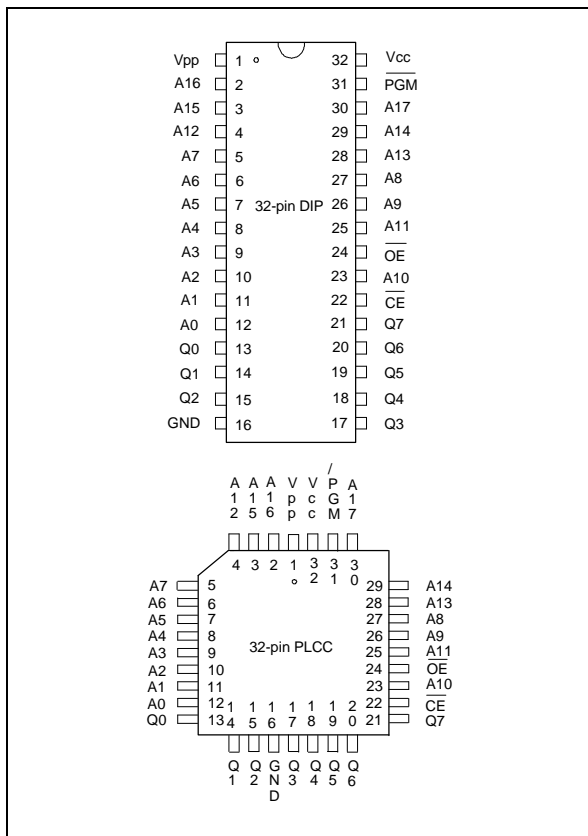 Vpp 1 32 Vcc
A16 2 31 PGM
A15 3 30 A17
A12 4 29 A14
A7 5 28 A13
A6 6 27 A8
A5 7 32-pin DIP 26 A9
A4 8 25 A11
A3 9 24 OE
A2 10 23 A10
A1 11 22 CE
A0 12 21 Q7
Q0 13 20 Q6
Q1 14 19 Q5
Q2 15 18 Q4
GND 16 17 Q3
A12 A15 A16 Vpp Vcc /PGM A17
4 3 2 1 32 31 30
A7 5 29 A14
A6 6 28 A13
A5 7 27 A8
A4 8 26 A9
A3 9 32-pin PLCC 25 A11
A2 10 24 OE
A1 11 23 A10
A0 12 22 CE
Q0 13 21 Q7
14 15 16 17 18 19 20
Q1 Q2 GND Q3 Q4 Q5 Q6